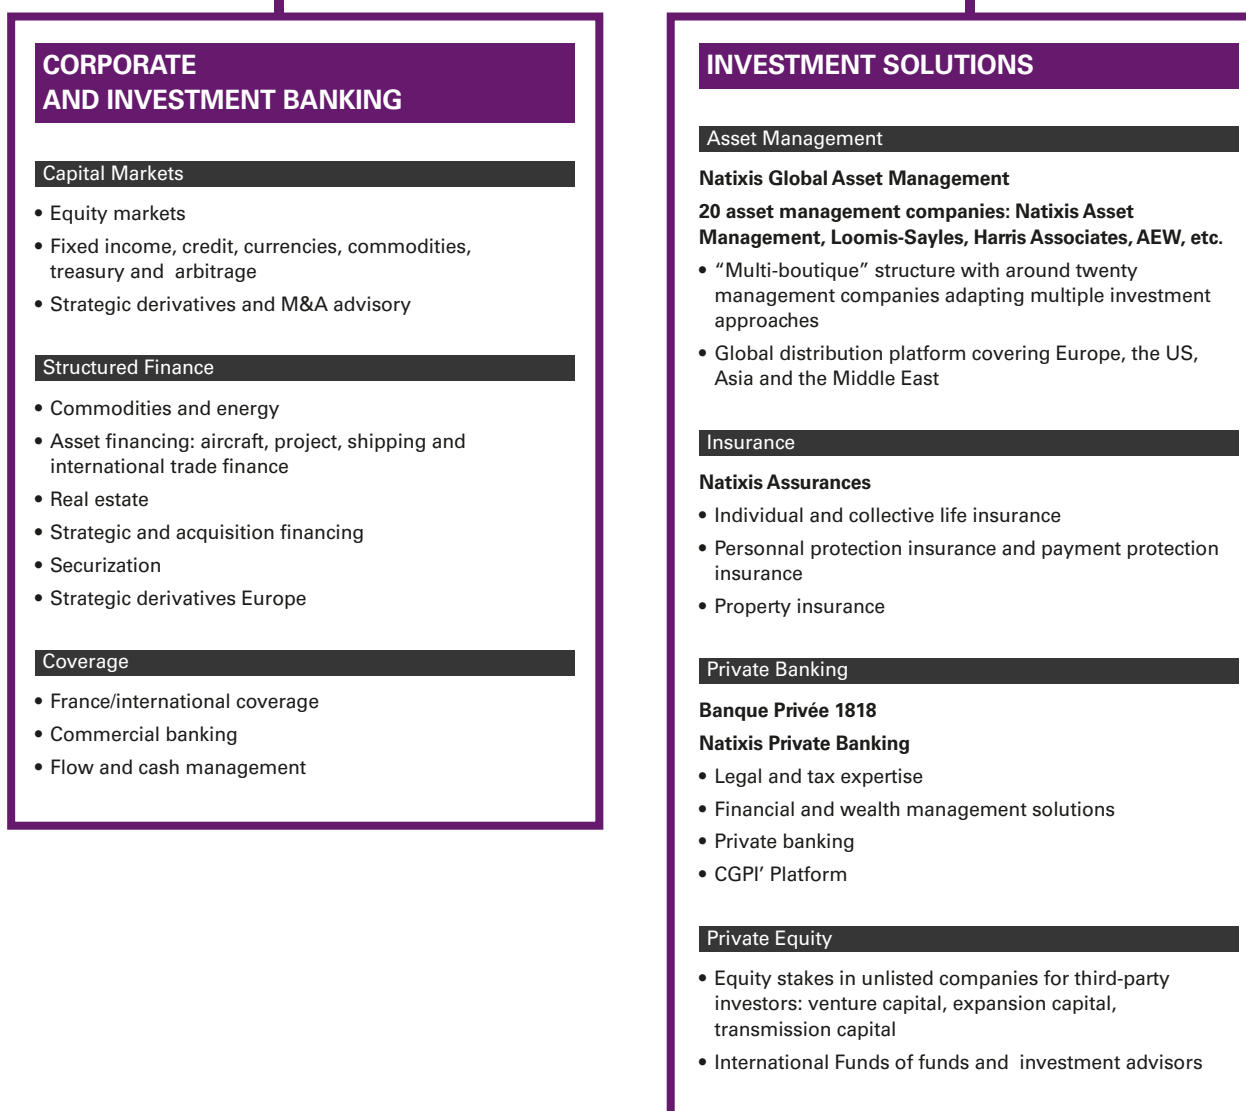 CORPORATE
AND INVESTMENT BANKING
Capital Markets
• Equity markets
• Fixed income, credit, currencies, commodities,
treasury and arbitrage
• Strategic derivatives and M&A advisory
Structured Finance
• Commodities and energy
• Asset financing: aircraft, project, shipping and
international trade finance
• Real estate
• Strategic and acquisition financing
• Securization
• Strategic derivatives Europe
Coverage
• France/international coverage
• Commercial banking
• Flow and cash management
INVESTMENT SOLUTIONS
Asset Management
Natixis Global Asset Management
20 asset management companies: Natixis Asset
Management, Loomis-Sayles, Harris Associates, AEW, etc.
• “Multi-boutique” structure with around twenty
management companies adapting multiple investment
approaches
• Global distribution platform covering Europe, the US,
Asia and the Middle East
Insurance
Natixis Assurances
• Individual and collective life insurance
• Personnal protection insurance and payment protection
insurance
• Property insurance
Private Banking
Banque Privée 1818
Natixis Private Banking
• Legal and tax expertise
• Financial and wealth management solutions
• Private banking
• CGPI’ Platform
Private Equity
• Equity stakes in unlisted companies for third-party
investors: venture capital, expansion capital,
transmission capital
• International Funds of funds and investment advisors